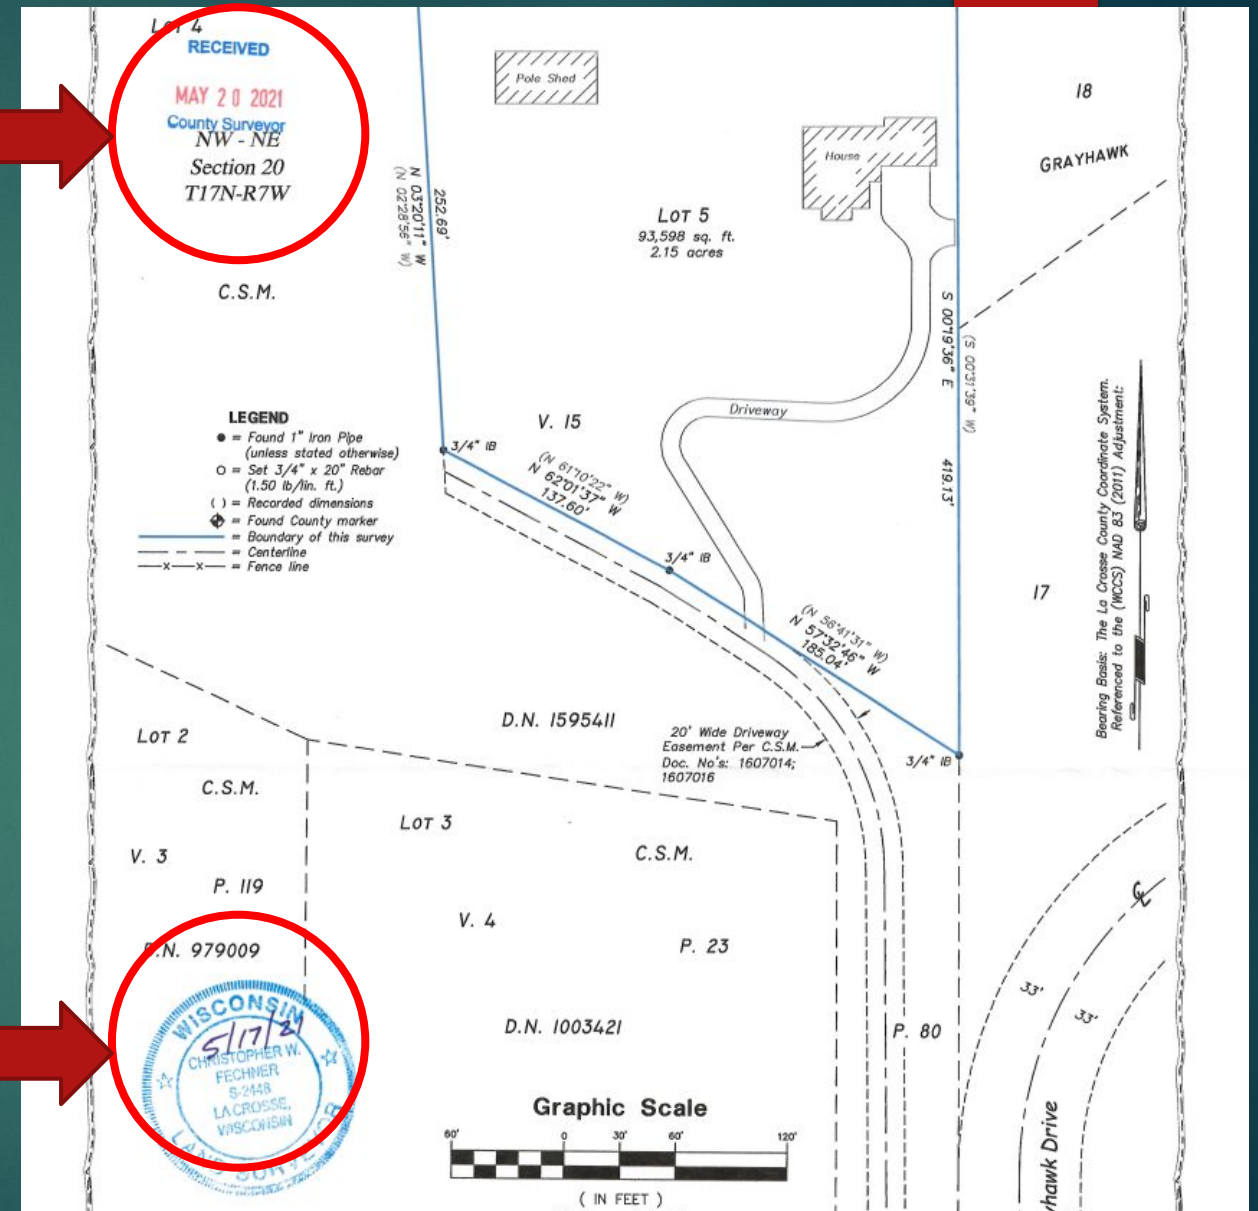 LOT 4
RECEIVED
MAY 20 2021
County Surveyor
NW - NE
Section 20
T17N-R7W
C.S.M.
Pole Shed
House
18
GRAYHAWK
252.69'
N 03°20'11" W
(N 02°28'56" W)
LOT 5
93,598 sq. ft.
2.15 acres
S 00°19'36" E
419.13'
(S 00°31'39" W)
Driveway
V. 15
LEGEND
● = Found 1" Iron Pipe
(unless stated otherwise)
○ = Set 3/4" x 20" Rebar
(1.50 lb/lin. ft.)
( ) = Recorded dimensions
= Found County marker
= Boundary of this survey
= Centerline
—x—x— = Fence line
3/4" IB
(N 61°10'22" W)
N 62°01'37" W
137.60'
3/4" IB
(N 56°41'31" W)
N 57°32'46" W
185.04'
3/4" IB
17
Bearing Basis: The La Crosse County Coordinate System.
Referenced to the (WCCS) NAD 83 (2011) Adjustment:
D.N. 1595411
20' Wide Driveway
Easement Per C.S.M.
Doc. No's: 1607014;
1607016
LOT 2
C.S.M.
V. 3
P. 119
D.N. 979009
LOT 3
C.S.M.
V. 4
P. 23
D.N. 1003421
P. 80
℄
33'
33'
yhawk Drive
WISCONSIN
5/17/21
CHRISTOPHER W.
FECHNER
S-2448
LA CROSSE,
WISCONSIN
LAND SURVEYOR
Graphic Scale
60' 0 30' 60' 120'
( IN FEET )